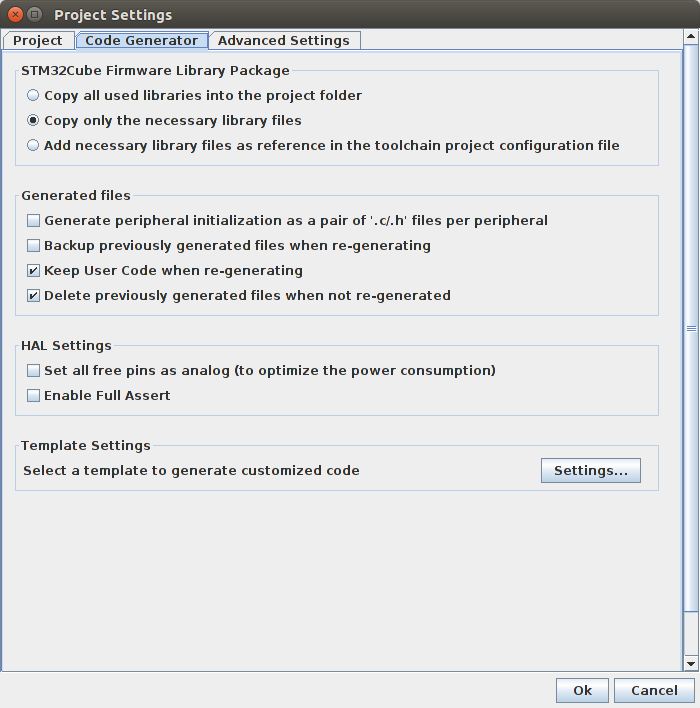 Project Settings
Project Code Generator Advanced Settings
STM32Cube Firmware Library Package
Copy all used libraries into the project folder
Copy only the necessary library files
Add necessary library files as reference in the toolchain project configuration file
Generated files
Generate peripheral initialization as a pair of '.c/.h' files per peripheral
Backup previously generated files when re-generating
Keep User Code when re-generating
Delete previously generated files when not re-generated
HAL Settings
Set all free pins as analog (to optimize the power consumption)
Enable Full Assert
Template Settings
Select a template to generate customized code Settings...
Ok Cancel